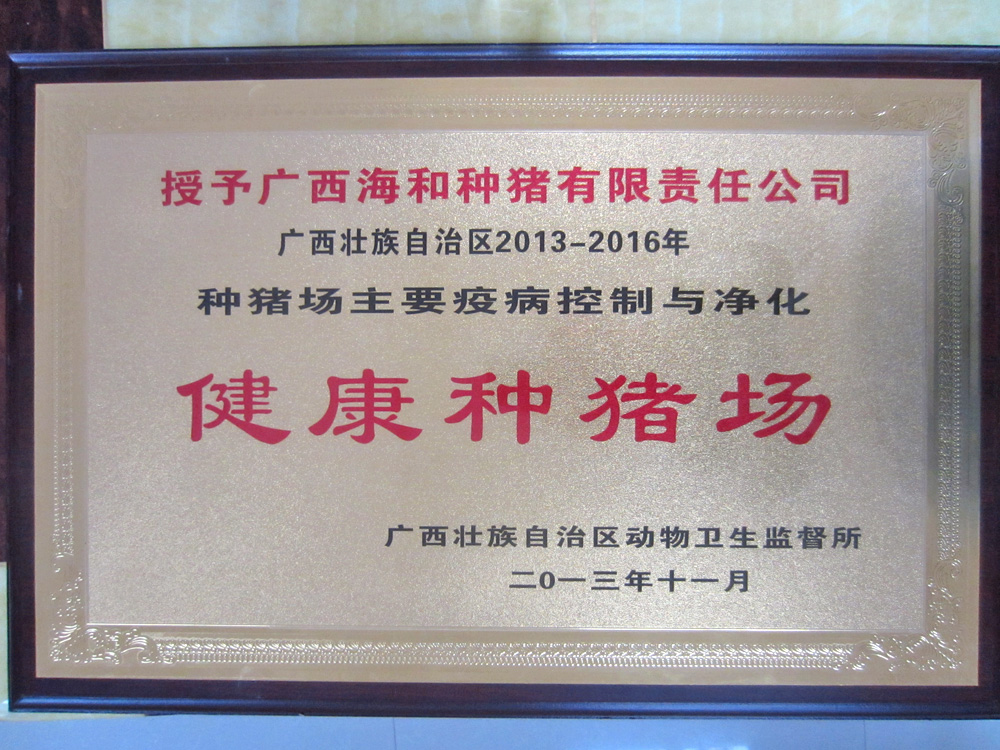 授予广西海和种猪有限责任公司
广西壮族自治区2013-2016年
种猪场主要疫病控制与净化
健康种猪场
广西壮族自治区动物卫生监督所
二0一三年十一月